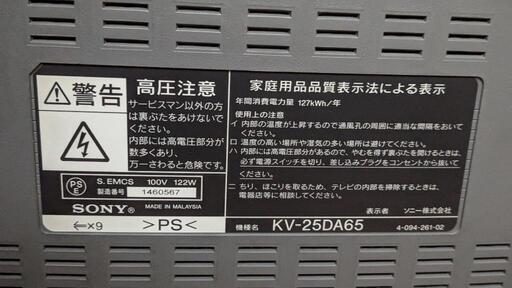 警告
高圧注意
サービスマン以外の方
は裏ぶたをあけないで
ください。
内部には高電圧部分が
数多くあり、
万一さわると危険です。
PS
E
S. EMCS 100V 122W
製造番号 1460567
SONY® MADE IN MALAYSIA
×9 >PS<
家庭用品品質表示法による表示
年間消費電力量 127kWh/年
使用上の注意
イ 内部の温度が上昇するので通風孔の周囲に適当な間隔をおいて
ください。
ロ 高温の場所や湿気の多い場所に避けてください。
ハ 内部には高電圧部分があるので、やむを得ず裏ぶたを開けるときは、
必ず電源スイッチを切り、差し込みプラグをコンセントから抜いて
ください。
ニ ちり、ほこりを取るため、テレビの内部を掃除するときは、
電器店等に相談してください。
表示者 ソニー株式会社
機種名 KV-25DA65 4-094-261-02